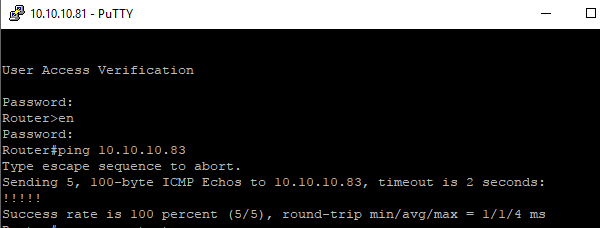 10.10.10.81 - PuTTY
User Access Verification
Password:
Router>en
Password:
Router#ping 10.10.10.83
Type escape sequence to abort.
Sending 5, 100-byte ICMP Echos to 10.10.10.83, timeout is 2 seconds:
!!!!!
Success rate is 100 percent (5/5), round-trip min/avg/max = 1/1/4 ms